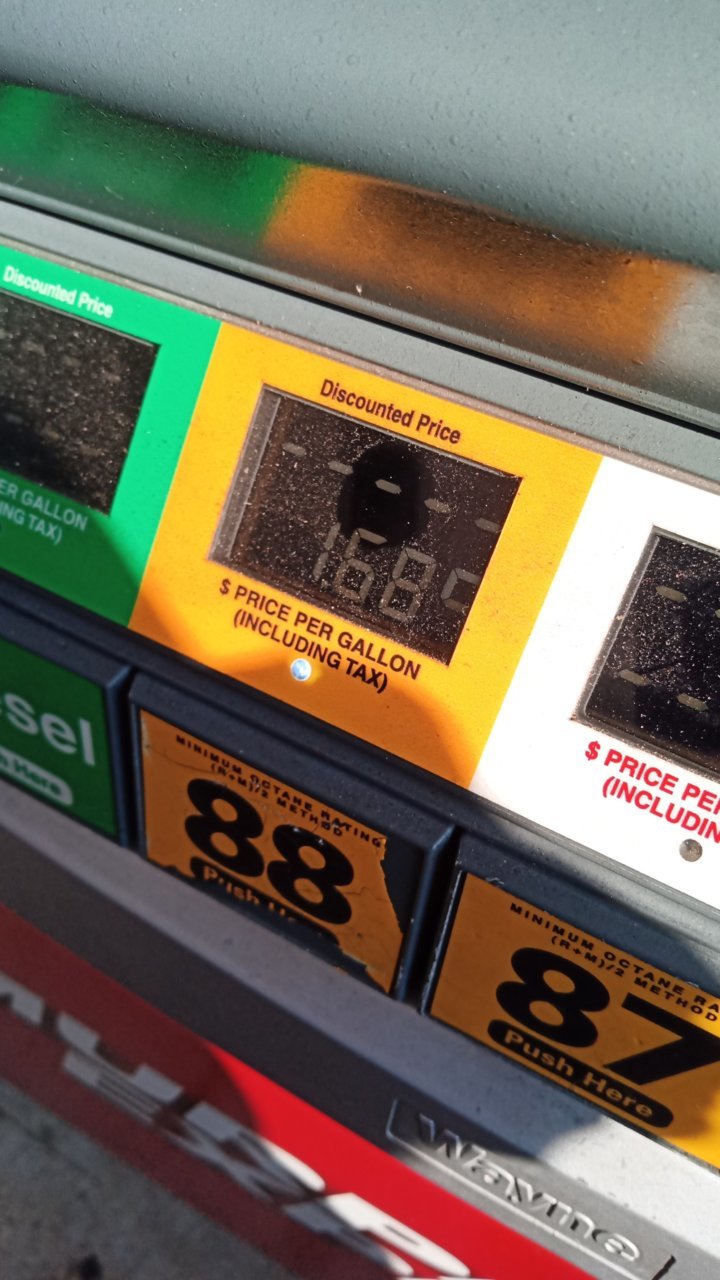 Discounted Price
ER GALLON
ING TAX)
Discounted Price
- - - - -
$ PRICE PER GALLON
(INCLUDING TAX)
$ PRICE PE
(INCLUDIN
sel
Here
MINIMUM OCTANE RATING
(R+M)/2 METHOD
88
Push
MINIMUM OCTANE RA
(R+M)/2 METHOD
87
Push Here
Wayne